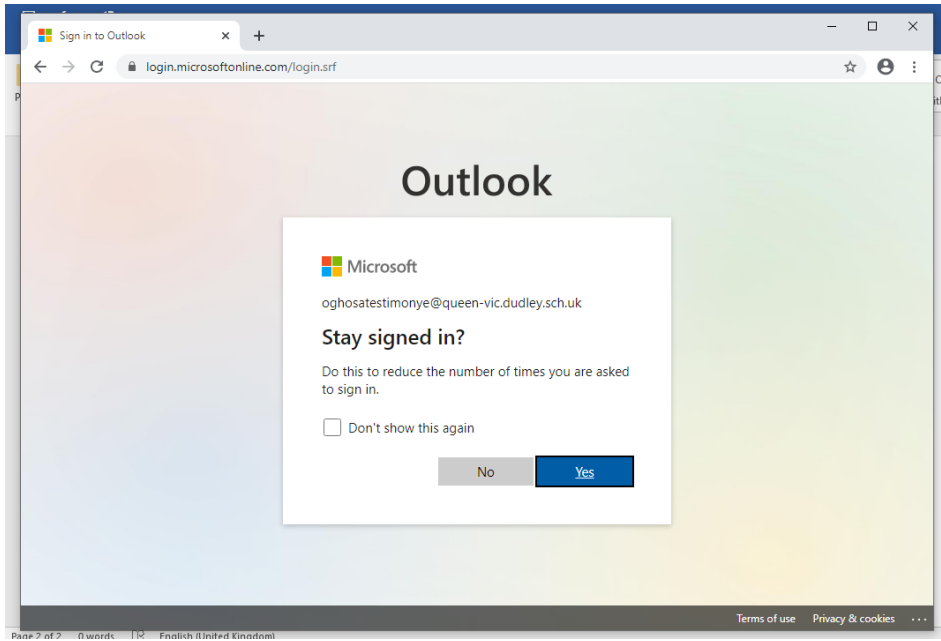 Sign in to Outlook
login.microsoftonline.com/login.srf
Outlook
Microsoft
oghosatestimonye@queen-vic.dudley.sch.uk
Stay signed in?
Do this to reduce the number of times you are asked
to sign in.
Don't show this again
No Yes
Terms of use Privacy & cookies ...
Page 2 of 2 0 words English (United Kingdom)